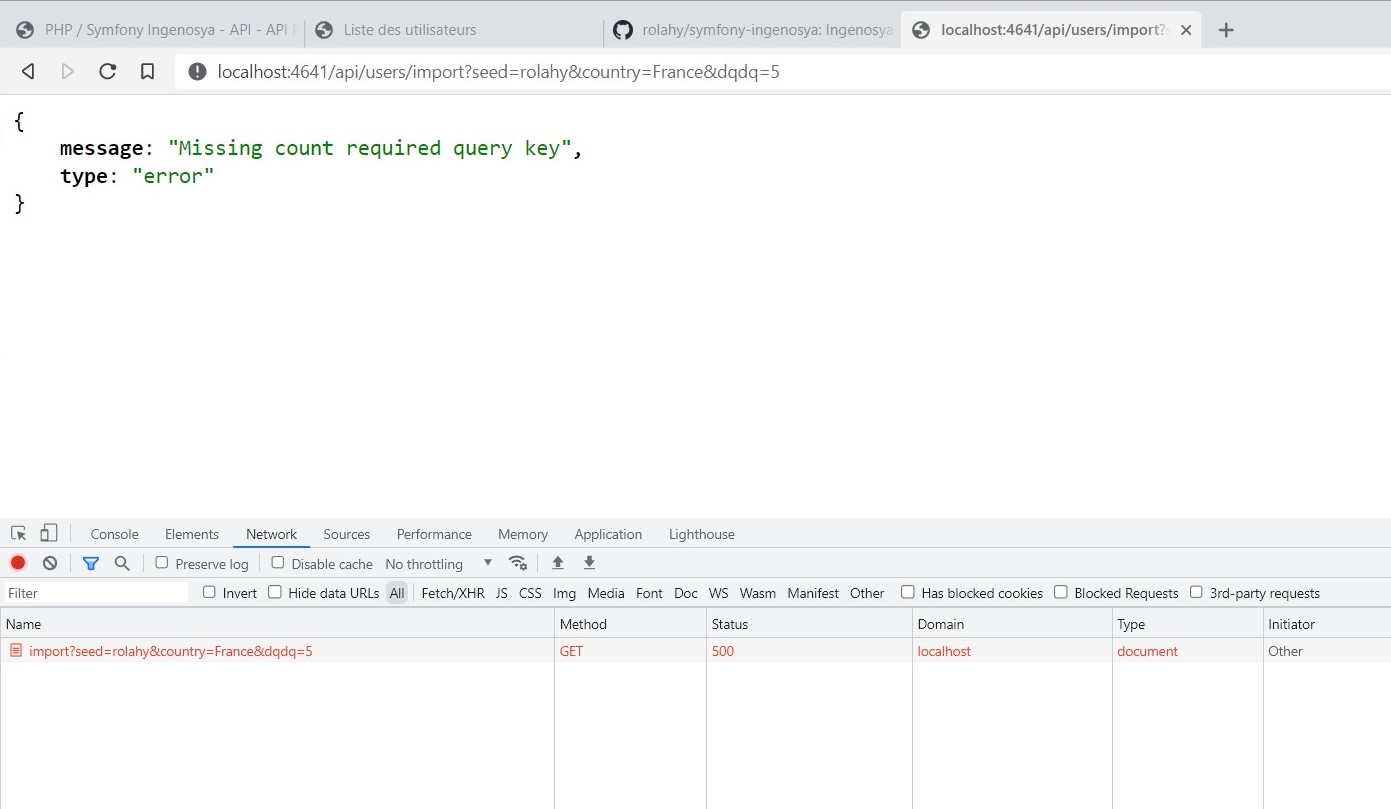 PHP / Symfony Ingenosya - API - API
Liste des utilisateurs
rolahy/symfony-ingenosya: Ingenosya
localhost:4641/api/users/import?
localhost:4641/api/users/import?seed=rolahy&country=France&dqdq=5
{
message: "Missing count required query key",
type: "error"
}
Console Elements Network Sources Performance Memory Application Lighthouse
Preserve log Disable cache No throttling
Filter Invert Hide data URLs All Fetch/XHR JS CSS Img Media Font Doc WS Wasm Manifest Other Has blocked cookies Blocked Requests 3rd-party requests
Name Method Status Domain Type Initiator
import?seed=rolahy&country=France&dqdq=5 GET 500 localhost document Other